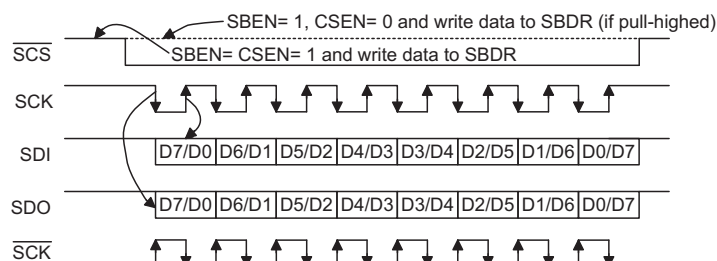 SBEN= 1, CSEN= 0 and write data to SBDR (if pull-highed)
SCS
SBEN= CSEN= 1 and write data to SBDR
SCK
SDI
D7/D0 D6/D1 D5/D2 D4/D3 D3/D4 D2/D5 D1/D6 D0/D7
SDO
D7/D0 D6/D1 D5/D2 D4/D3 D3/D4 D2/D5 D1/D6 D0/D7
SCK